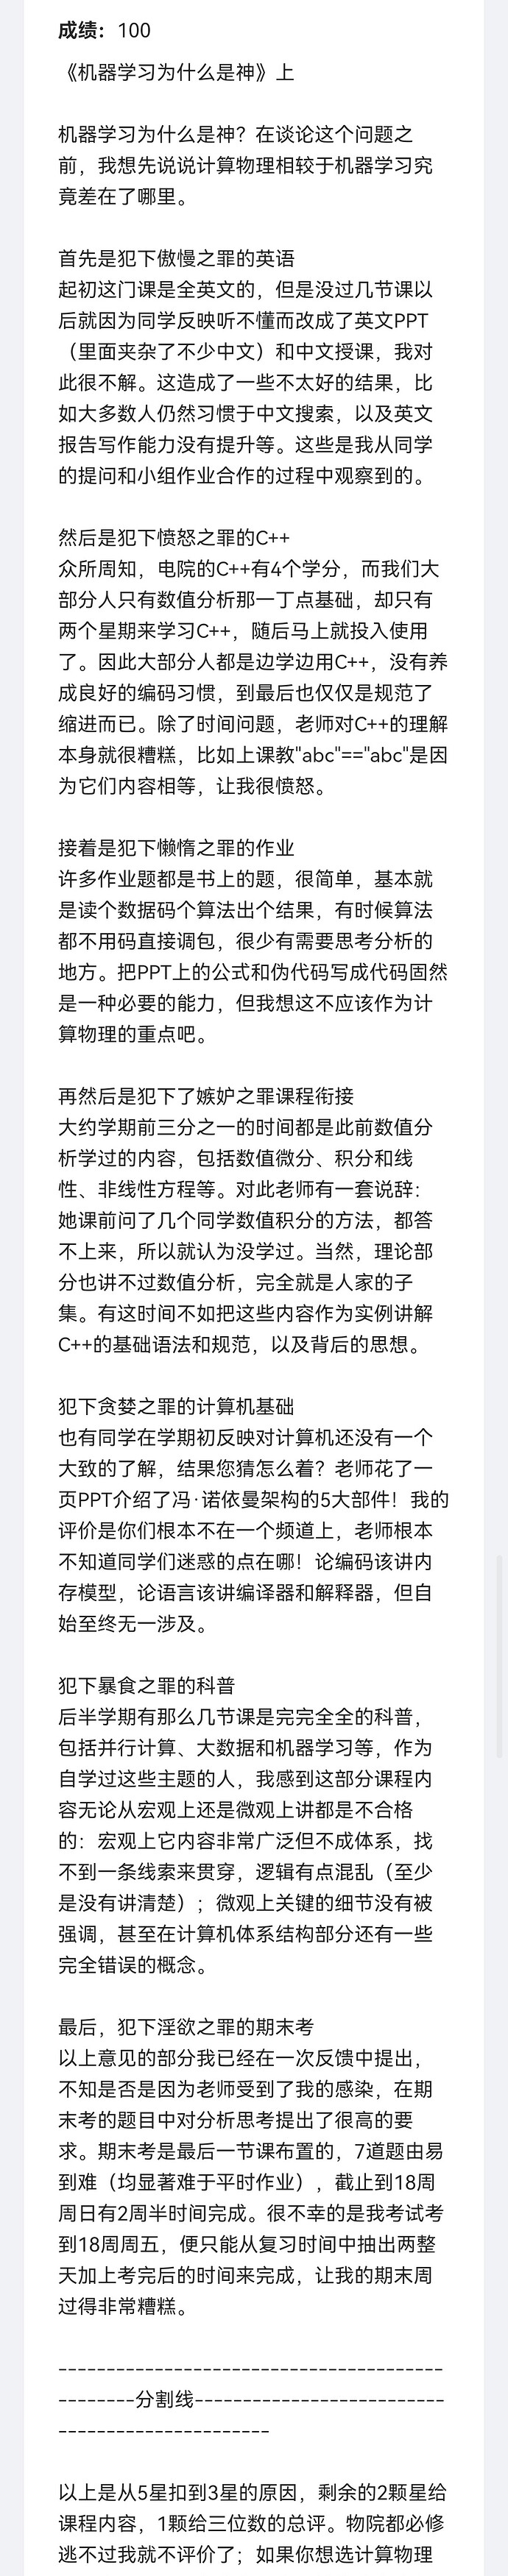 成绩：100
《机器学习为什么是神》上
机器学习为什么是神？在谈论这个问题之
前，我想先说说计算物理相较于机器学习究
竟差在了哪里。
首先是犯下傲慢之罪的英语
起初这门课是全英文的，但是没过几节课以
后就因为同学反映听不懂而改成了英文PPT
（里面夹杂了不少中文）和中文授课，我对
此很不解。这造成了一些不太好的结果，比
如大多数人仍然习惯于中文搜索，以及英文
报告写作能力没有提升等。这些是我从同学
的提问和小组作业合作的过程中观察到的。
然后是犯下愤怒之罪的C++
众所周知，电院的C++有4个学分，而我们大
部分人只有数值分析那一丁点基础，却只有
两个星期来学习C++，随后马上就投入使用
了。因此大部分人都是边学边用C++，没有养
成良好的编码习惯，到最后也仅仅是规范了
缩进而已。除了时间问题，老师对C++的理解
本身就很糟糕，比如上课教"abc"=="abc"是因
为它们内容相等，让我很愤怒。
接着是犯下懒惰之罪的作业
许多作业题都是书上的题，很简单，基本就
是读个数据码个算法出个结果，有时候算法
都不用码直接调包，很少有需要思考分析的
地方。把PPT上的公式和伪代码写成代码固然
是一种必要的能力，但我想这不应该作为计
算物理的重点吧。
再然后是犯下了嫉妒之罪课程衔接
大约学期前三分之一的时间都是此前数值分
析学过的内容，包括数值微分、积分和线
性、非线性方程等。对此老师有一套说辞：
她课前问了几个同学数值积分的方法，都答
不上来，所以就认为没学过。当然，理论部
分也讲不过数值分析，完全就是人家的子
集。有这时间不如把这些内容作为实例讲解
C++的基础语法和规范，以及背后的思想。
犯下贪婪之罪的计算机基础
也有同学在学期初反映对计算机还没有一个
大致的了解，结果您猜怎么着？老师花了一
页PPT介绍了冯·诺依曼架构的5大部件！我的
评价是你们根本不在一个频道上，老师根本
不知道同学们迷惑的点在哪！论编码该讲内
存模型，论语言该讲编译器和解释器，但自
始至终无一涉及。
犯下暴食之罪的科普
后半学期有那么几节课是完完全全的科普，
包括并行计算、大数据和机器学习等，作为
自学过这些主题的人，我感到这部分课程内
容无论从宏观上还是微观上讲都是不合格
的：宏观上它内容非常广泛但不成体系，找
不到一条线索来贯穿，逻辑有点混乱（至少
是没有讲清楚）；微观上关键的细节没有被
强调，甚至在计算机体系结构部分还有一些
完全错误的概念。
最后，犯下淫欲之罪的期末考
以上意见的部分我已经在一次反馈中提出，
不知是否是因为老师受到了我的感染，在期
末考的题目中对分析思考提出了很高的要
求。期末考是最后一节课布置的，7道题由易
到难（均显著难于平时作业），截止到18周
周日有2周半时间完成。很不幸的是我考试考
到18周周五，便只能从复习时间中抽出两整
天加上考完后的时间来完成，让我的期末周
过得非常糟糕。
----------------------------------------
--------分割线--------------------------
----------------------
以上是从5星扣到3星的原因，剩余的2颗星给
课程内容，1颗给三位数的总评。物院都必修
逃不过我就不评价了；如果你想选计算物理